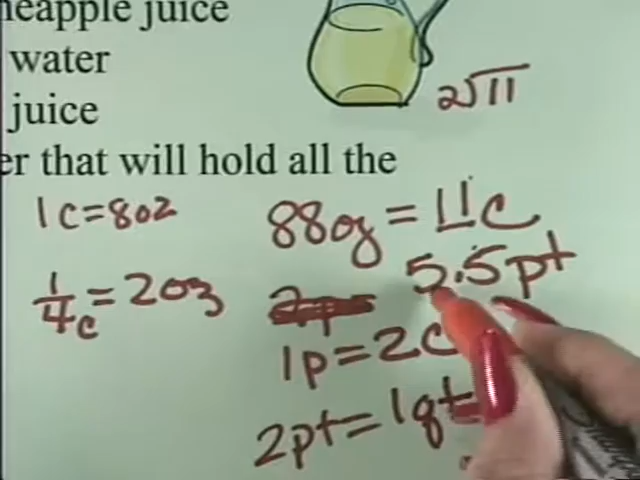 neapple juice
water
juice
2√11
er that will hold all the
1c=8oz
88oz = 11c
1/4c = 2oz
5.5pt
1p=2c
2pt=1qt